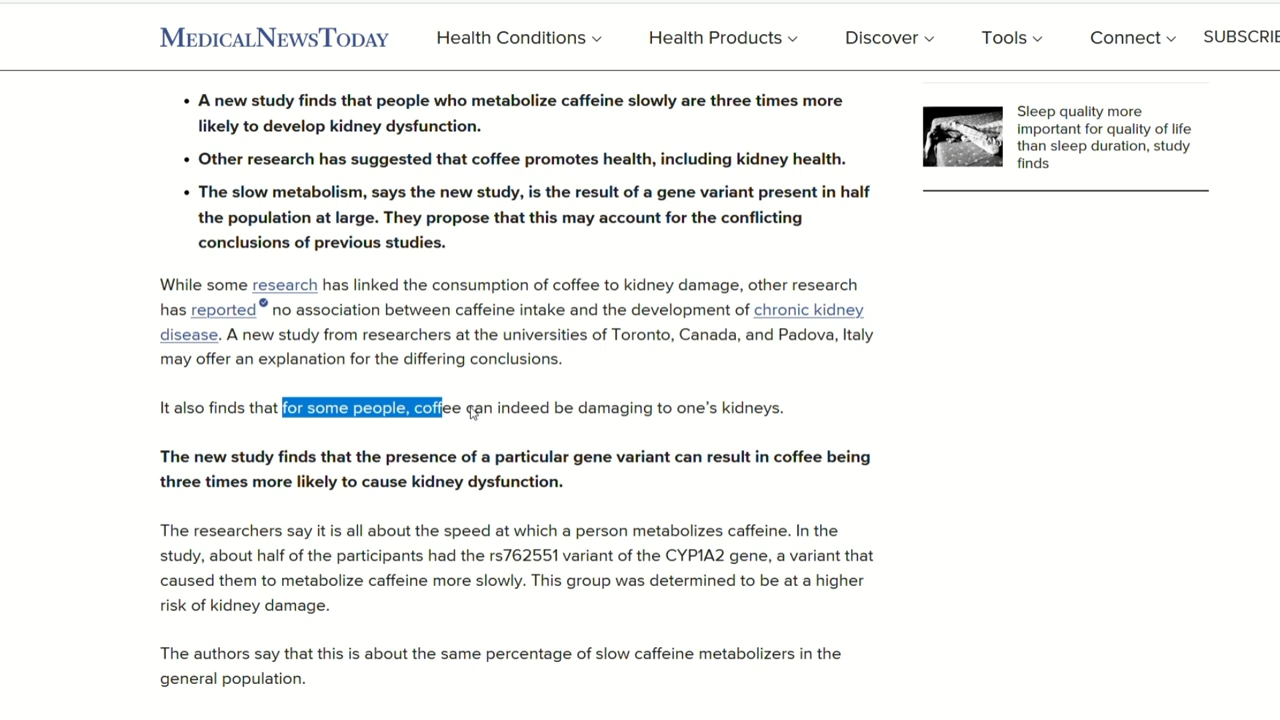 MEDICALNEWSTODAY
Health Conditions
Health Products
Discover
Tools
Connect
SUBSCRIE
• A new study finds that people who metabolize caffeine slowly are three times more
likely to develop kidney dysfunction.
• Other research has suggested that coffee promotes health, including kidney health.
• The slow metabolism, says the new study, is the result of a gene variant present in half
the population at large. They propose that this may account for the conflicting
conclusions of previous studies.
While some research has linked the consumption of coffee to kidney damage, other research
has reported no association between caffeine intake and the development of chronic kidney
disease. A new study from researchers at the universities of Toronto, Canada, and Padova, Italy
may offer an explanation for the differing conclusions.
It also finds that for some people, coffee can indeed be damaging to one's kidneys.
The new study finds that the presence of a particular gene variant can result in coffee being
three times more likely to cause kidney dysfunction.
The researchers say it is all about the speed at which a person metabolizes caffeine. In the
study, about half of the participants had the rs762551 variant of the CYP1A2 gene, a variant that
caused them to metabolize caffeine more slowly. This group was determined to be at a higher
risk of kidney damage.
The authors say that this is about the same percentage of slow caffeine metabolizers in the
general population.
Sleep quality more
important for quality of life
than sleep duration, study
finds